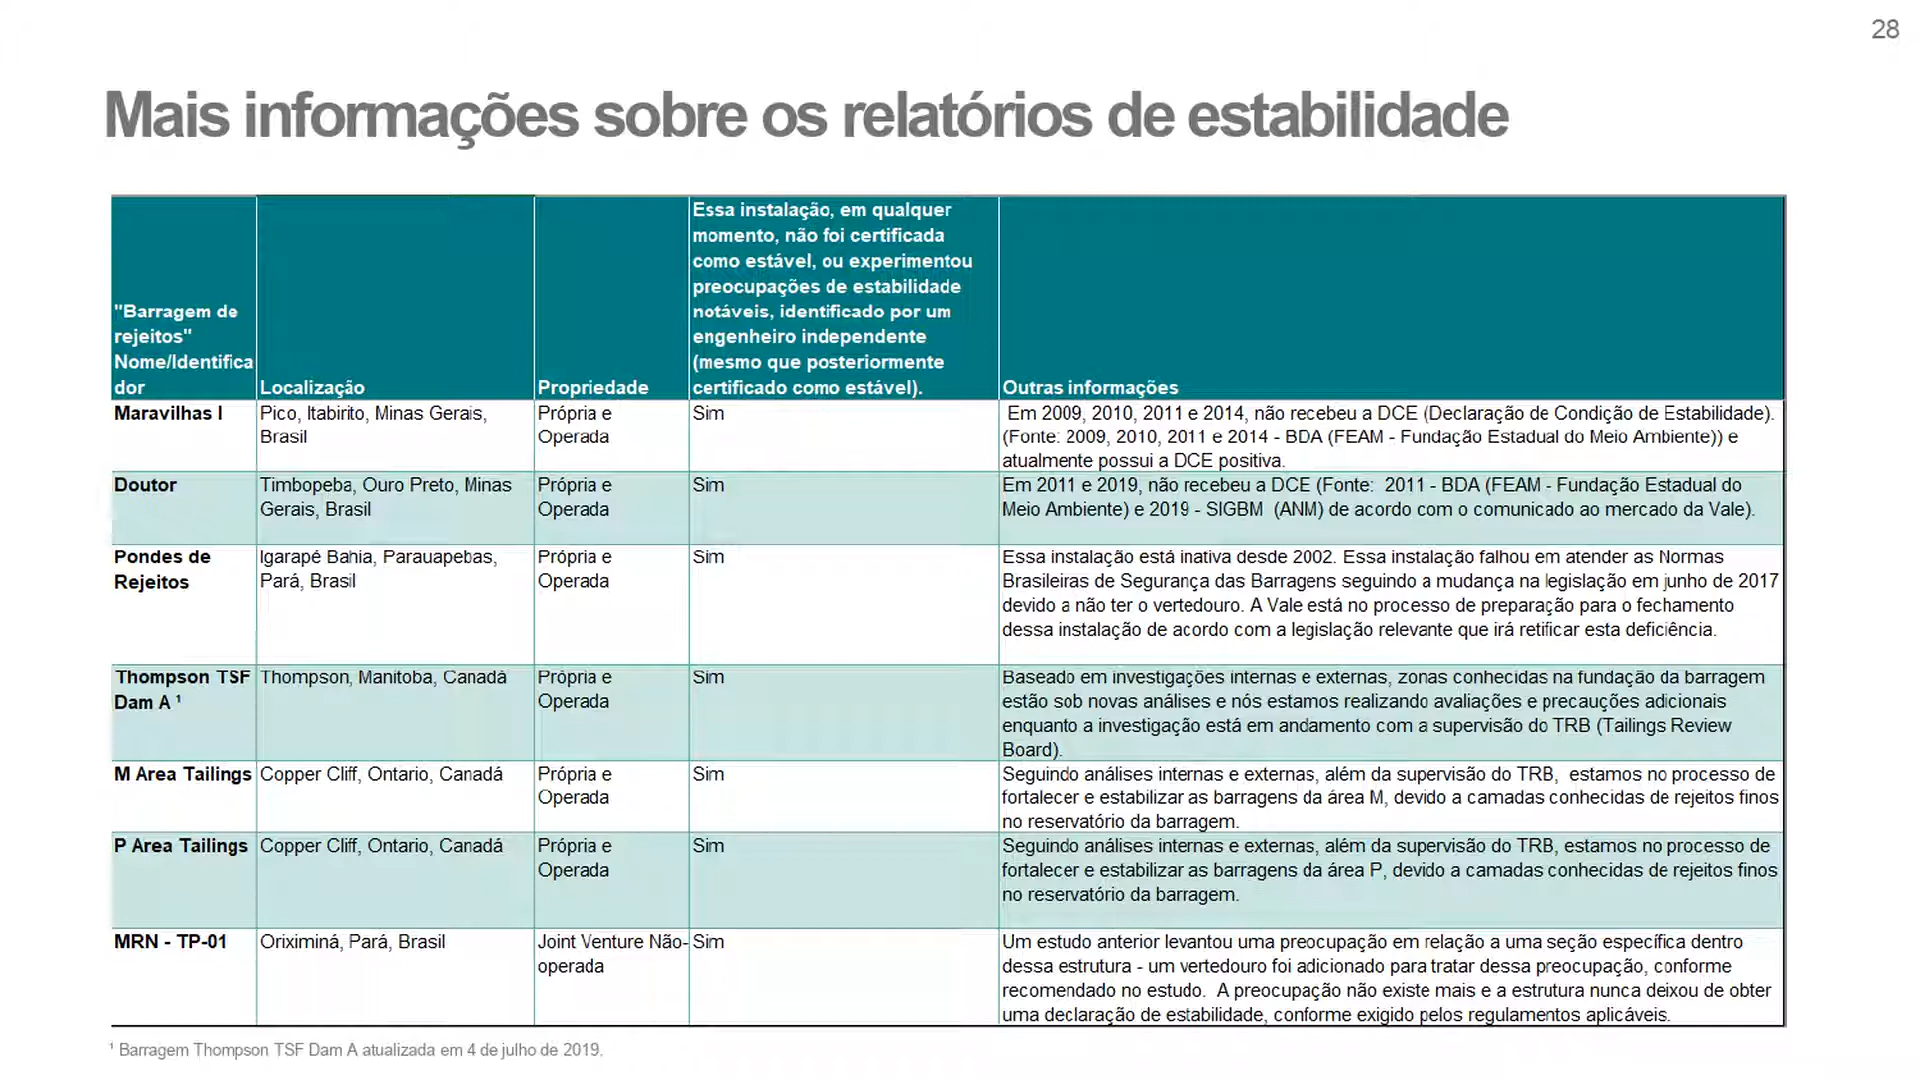 28
Mais informações sobre os relatórios de estabilidade
"Barragem de
rejeitos"
Nome/Identifica
dor
Localização
Propriedade
Essa instalação, em qualquer
momento, não foi certificada
como estável, ou experimentou
preocupações de estabilidade
notáveis, identificado por um
engenheiro independente
(mesmo que posteriormente
certificado como estável).
Outras informações
Maravilhas I
Pico, Itabirito, Minas Gerais,
Brasil
Própria e
Operada
Sim
Em 2009, 2010, 2011 e 2014, não recebeu a DCE (Declaração de Condição de Estabilidade).
(Fonte: 2009, 2010, 2011 e 2014 - BDA (FEAM - Fundação Estadual do Meio Ambiente)) e
atualmente possui a DCE positiva.
Doutor
Timbopeba, Ouro Preto, Minas
Gerais, Brasil
Própria e
Operada
Sim
Em 2011 e 2019, não recebeu a DCE (Fonte: 2011 - BDA (FEAM - Fundação Estadual do
Meio Ambiente) e 2019 - SIGBM (ANM) de acordo com o comunicado ao mercado da Vale).
Pondes de
Rejeitos
Igarapé Bahia, Parauapebas,
Pará, Brasil
Própria e
Operada
Sim
Essa instalação está inativa desde 2002. Essa instalação falhou em atender as Normas
Brasileiras de Segurança das Barragens seguindo a mudança na legislação em junho de 2017
devido a não ter o vertedouro. A Vale está no processo de preparação para o fechamento
dessa instalação de acordo com a legislação relevante que irá retificar esta deficiência.
Thompson TSF
Dam A ¹
Thompson, Manitoba, Canadá
Própria e
Operada
Sim
Baseado em investigações internas e externas, zonas conhecidas na fundação da barragem
estão sob novas análises e nós estamos realizando avaliações e precauções adicionais
enquanto a investigação está em andamento com a supervisão do TRB (Tailings Review
Board).
M Area Tailings
Copper Cliff, Ontario, Canadá
Própria e
Operada
Sim
Seguindo análises internas e externas, além da supervisão do TRB, estamos no processo de
fortalecer e estabilizar as barragens da área M, devido a camadas conhecidas de rejeitos finos
no reservatório da barragem.
P Area Tailings
Copper Cliff, Ontario, Canadá
Própria e
Operada
Sim
Seguindo análises internas e externas, além da supervisão do TRB, estamos no processo de
fortalecer e estabilizar as barragens da área P, devido a camadas conhecidas de rejeitos finos
no reservatório da barragem.
MRN - TP-01
Oriximiná, Pará, Brasil
Joint Venture Não-
operada
Sim
Um estudo anterior levantou uma preocupação em relação a uma seção específica dentro
dessa estrutura - um vertedouro foi adicionado para tratar dessa preocupação, conforme
recomendado no estudo. A preocupação não existe mais e a estrutura nunca deixou de obter
uma declaração de estabilidade, conforme exigido pelos regulamentos aplicáveis.
¹ Barragem Thompson TSF Dam A atualizada em 4 de julho de 2019.